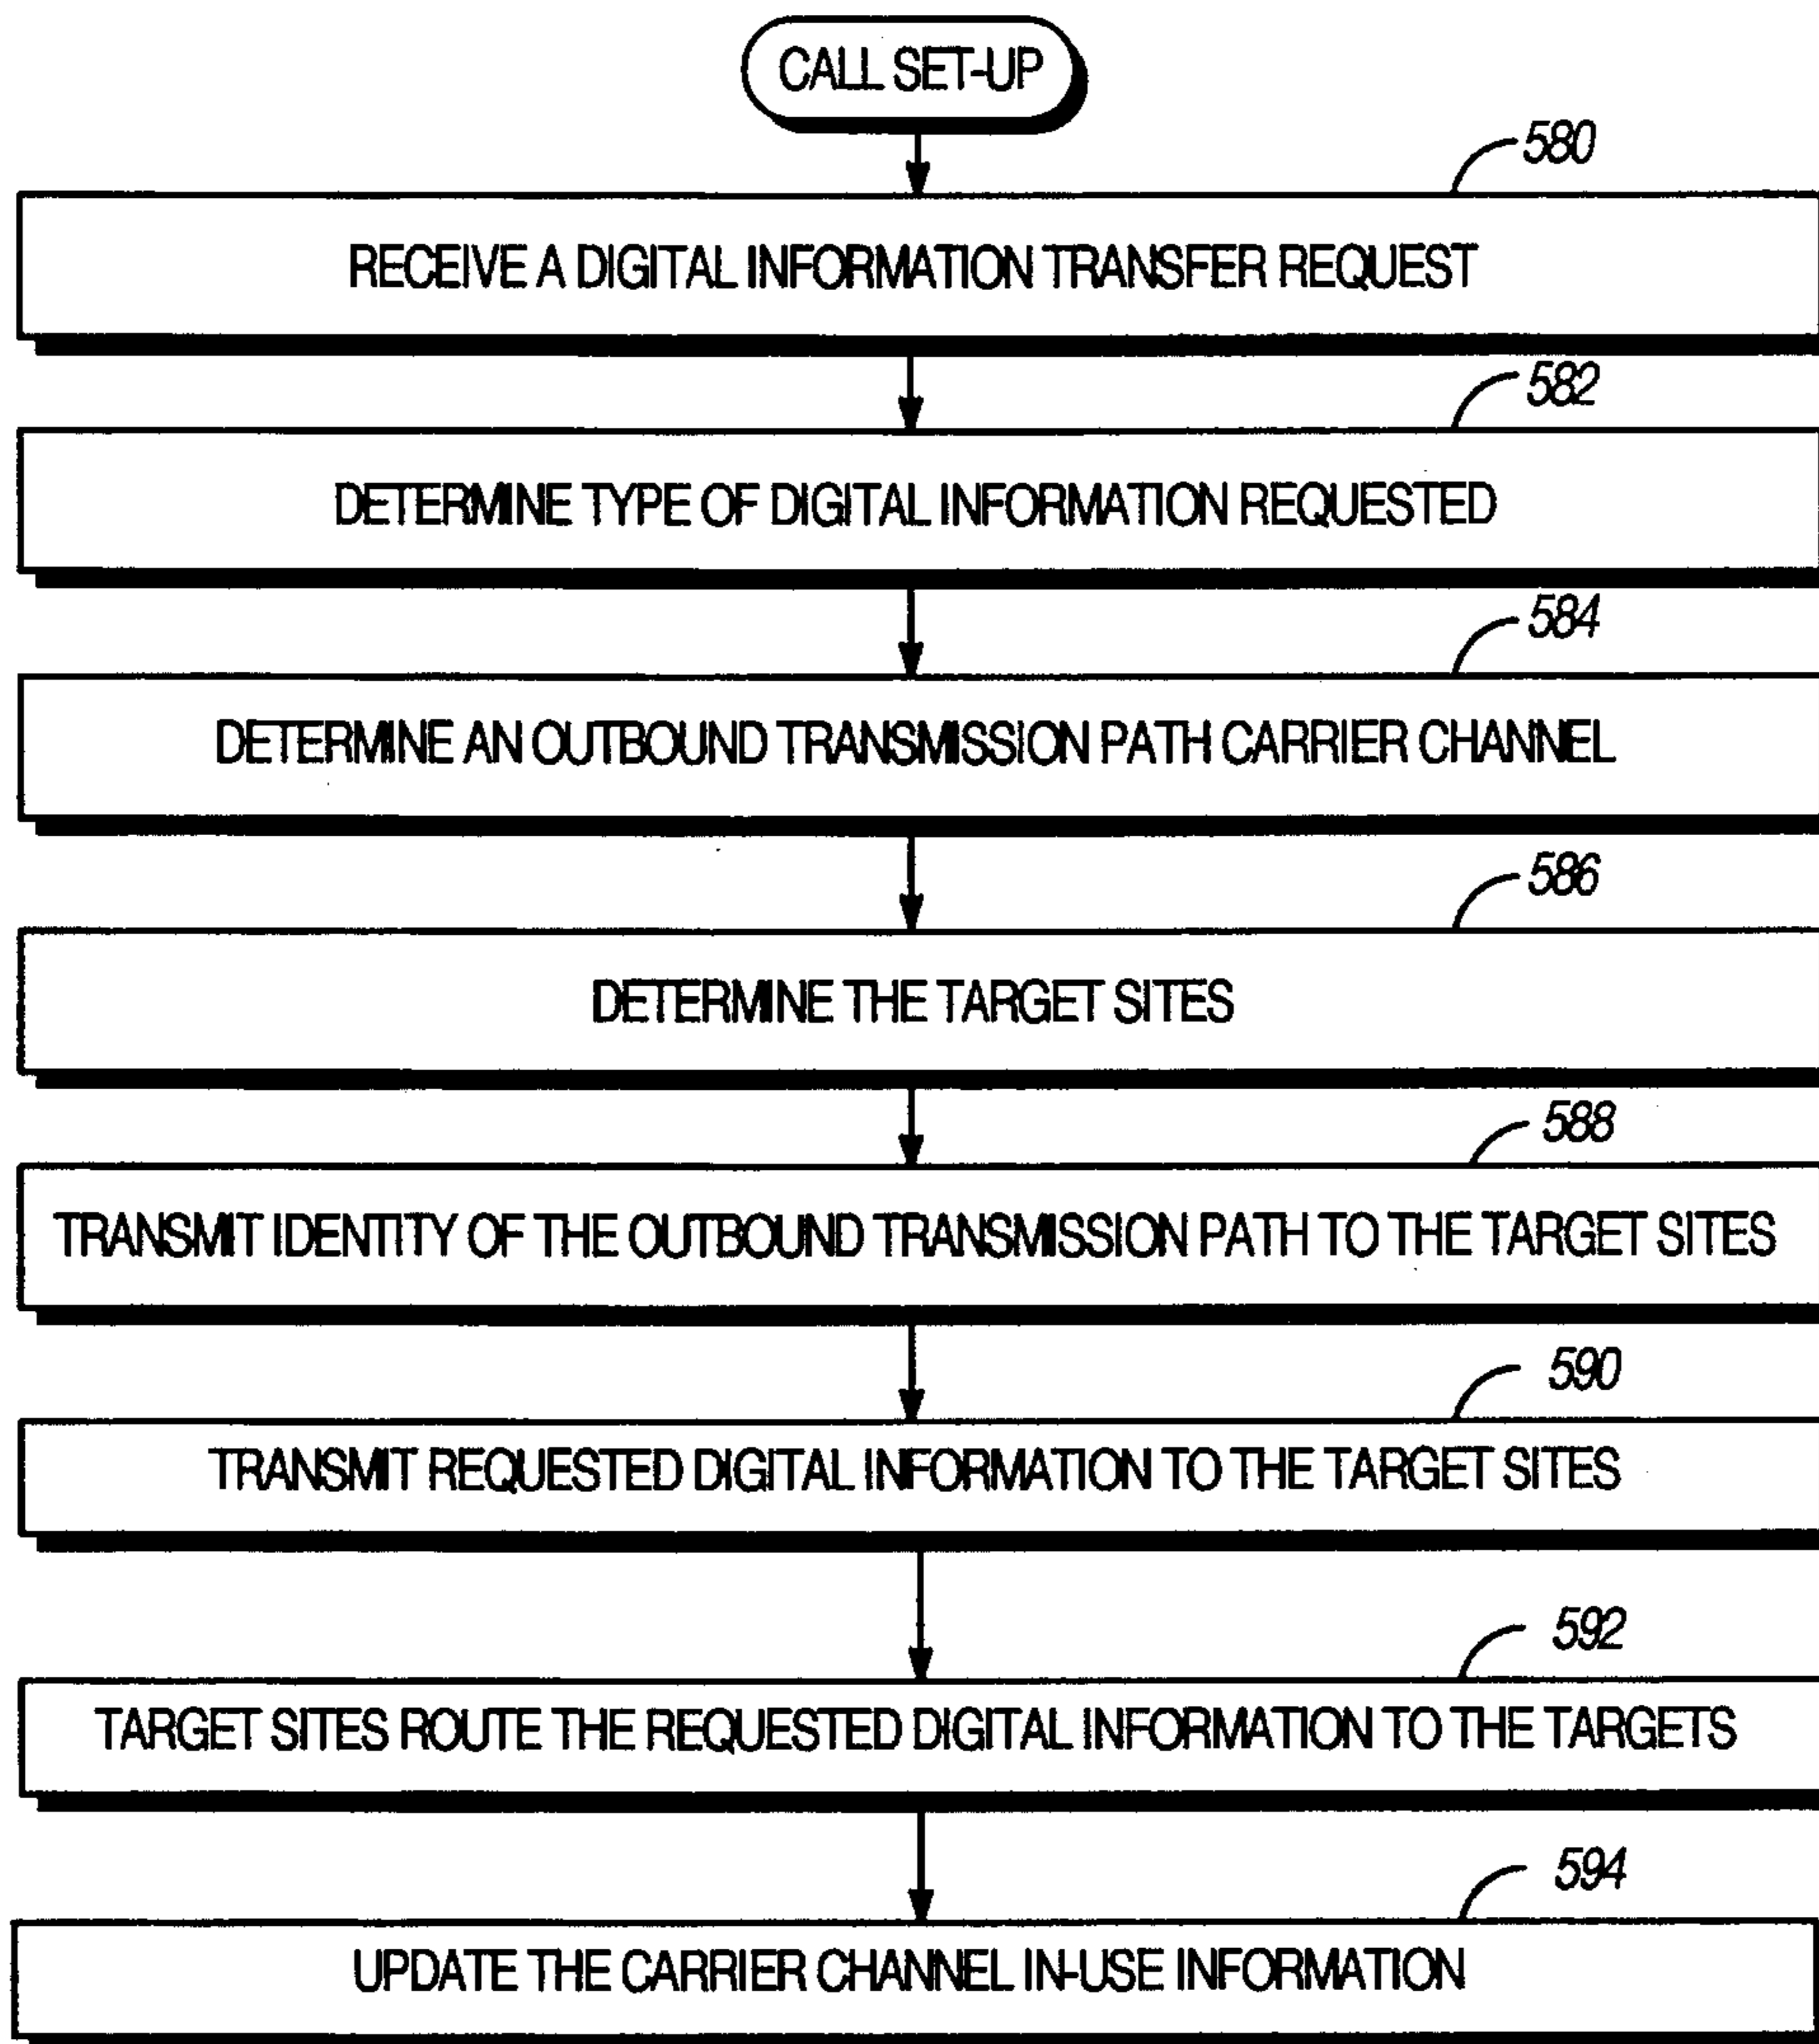 CALL SET-UP
580
RECEIVE A DIGITAL INFORMATION TRANSFER REQUEST
582
DETERMINE TYPE OF DIGITAL INFORMATION REQUESTED
584
DETERMINE AN OUTBOUND TRANSMISSION PATH CARRIER CHANNEL
586
DETERMINE THE TARGET SITES
588
TRANSMIT IDENTITY OF THE OUTBOUND TRANSMISSION PATH TO THE TARGET SITES
590
TRANSMIT REQUESTED DIGITAL INFORMATION TO THE TARGET SITES
592
TARGET SITES ROUTE THE REQUESTED DIGITAL INFORMATION TO THE TARGETS
594
UPDATE THE CARRIER CHANNEL IN-USE INFORMATION